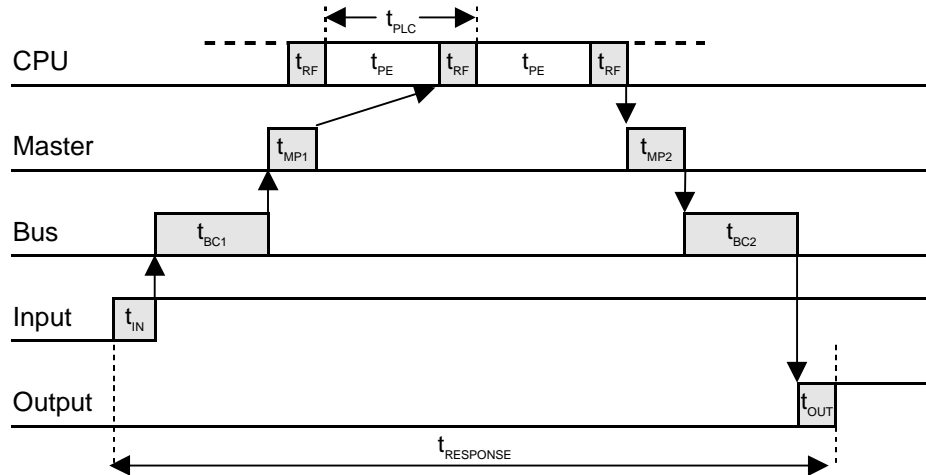 t_PLC
CPU t_RF t_PE t_RF t_PE t_RF
Master t_MP1 t_MP2
Bus t_BC1 t_BC2
Input t_IN
Output t_OUT
t_RESPONSE